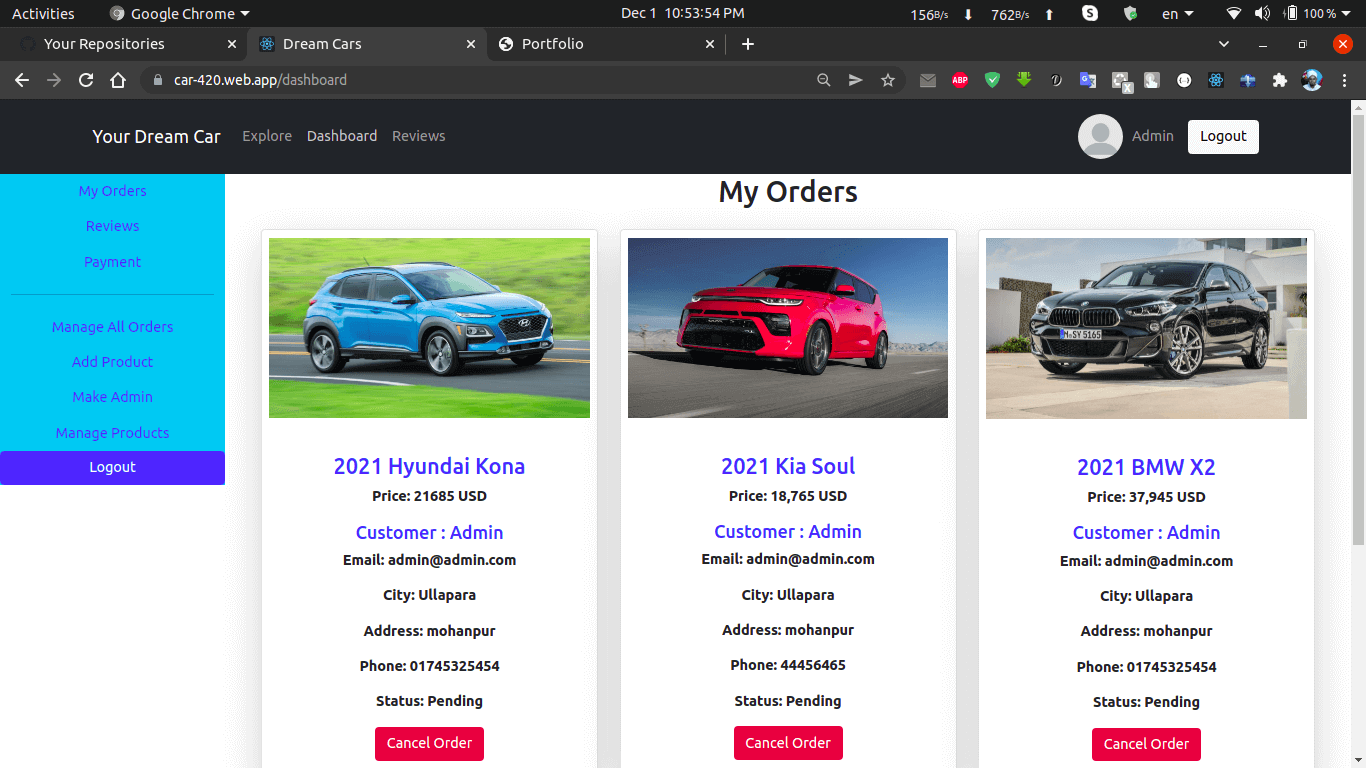 Activities Google Chrome Dec 1 10:53:54 PM 156B/s 762B/s S en 100 %
Your Repositories Dream Cars Portfolio
car-420.web.app/dashboard ABP
Your Dream Car Explore Dashboard Reviews Admin Logout
My Orders
Reviews
Payment
Manage All Orders
Add Product
Make Admin
Manage Products
Logout
My Orders
M·SY 5165
2021 Hyundai Kona
Price: 21685 USD
Customer : Admin
Email: admin@admin.com
City: Ullapara
Address: mohanpur
Phone: 01745325454
Status: Pending
Cancel Order
2021 Kia Soul
Price: 18,765 USD
Customer : Admin
Email: admin@admin.com
City: Ullapara
Address: mohanpur
Phone: 44456465
Status: Pending
Cancel Order
2021 BMW X2
Price: 37,945 USD
Customer : Admin
Email: admin@admin.com
City: Ullapara
Address: mohanpur
Phone: 01745325454
Status: Pending
Cancel Order